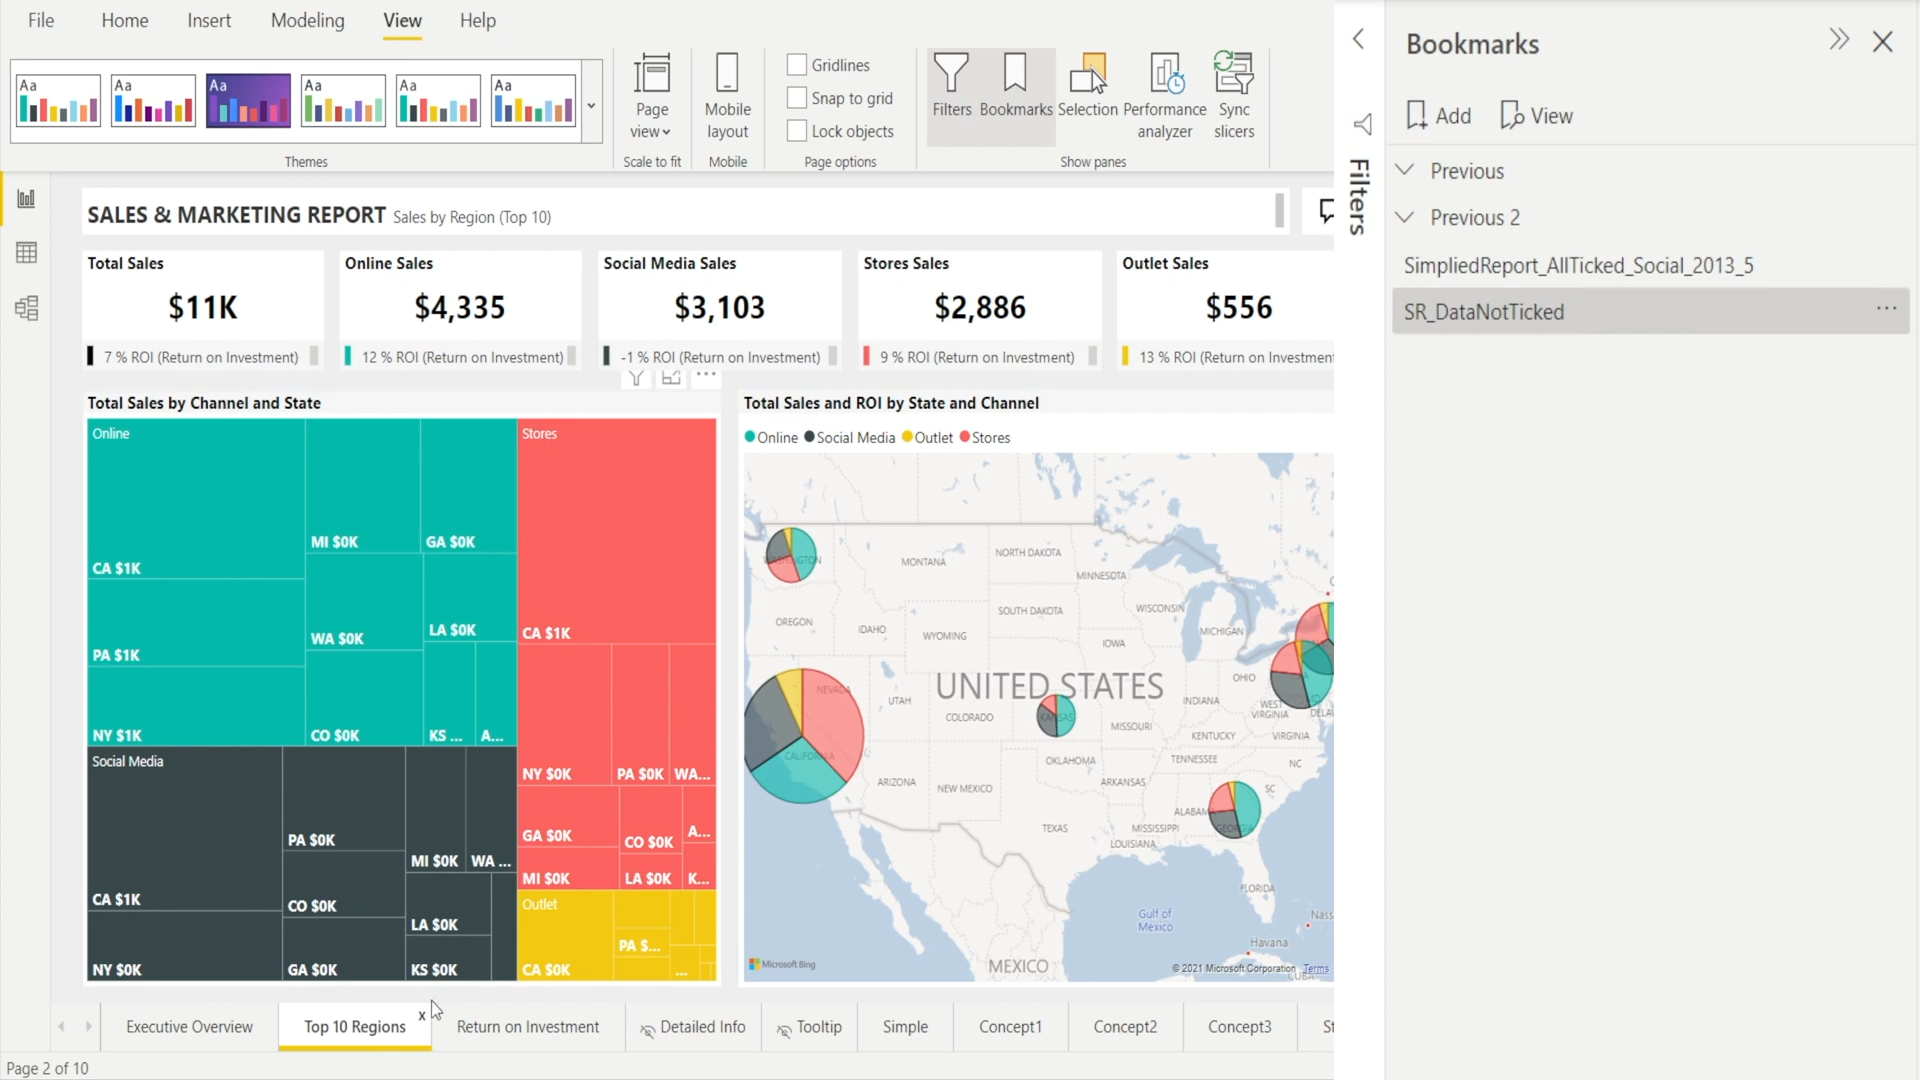 File Home Insert Modeling View Help
Aa Aa Aa Aa Aa Aa
Themes
Page view
Scale to fit
Mobile layout
Mobile
Gridlines
Snap to grid
Lock objects
Page options
Filters
Bookmarks
Selection
Performance analyzer
Sync slicers
Show panes
SALES & MARKETING REPORT Sales by Region (Top 10)
Total Sales
$11K
7 % ROI (Return on Investment)
Online Sales
$4,335
12 % ROI (Return on Investment)
Social Media Sales
$3,103
-1 % ROI (Return on Investment)
Stores Sales
$2,886
9 % ROI (Return on Investment)
Outlet Sales
$556
13 % ROI (Return on Investment
Total Sales by Channel and State
Online
CA $1K
PA $1K
NY $1K
MI $0K
GA $0K
WA $0K
LA $0K
CO $0K
KS ...
A...
Social Media
CA $1K
NY $0K
PA $0K
CO $0K
GA $0K
MI $0K
WA ...
LA $0K
KS $0K
Stores
CA $1K
NY $0K
PA $0K
WA...
GA $0K
CO $0K
A...
MI $0K
LA $0K
K...
Outlet
CA $0K
PA $...
...
Total Sales and ROI by State and Channel
Online Social Media Outlet Stores
WASHINGTON
MONTANA
NORTH DAKOTA
MINNESOTA
OREGON
IDAHO
SOUTH DAKOTA
WISCONSIN
WYOMING
MICHIGAN
IOWA
UNITED STATES
NEVADA
UTAH
COLORADO
KANSAS
MISSOURI
INDIANA
OHIO
WEST VIRGINIA
DELA
KENTUCKY
VIRGINIA
CALIFORNIA
ARIZONA
NEW MEXICO
OKLAHOMA
ARKANSAS
TENNESSEE
NC
SC
TEXAS
MISSISSIPPI
ALABAM
GEORGIA
LOUISIANA
FLORIDA
Gulf of Mexico
Nass
Havana
MEXICO
CUBA
Microsoft Bing
© 2021 Microsoft Corporation Terms
Executive Overview
Top 10 Regions x
Return on Investment
Detailed Info
Tooltip
Simple
Concept1
Concept2
Concept3
St
Page 2 of 10
Filters
Bookmarks
Add View
Previous
Previous 2
SimpliedReport_AllTicked_Social_2013_5
SR_DataNotTicked ...